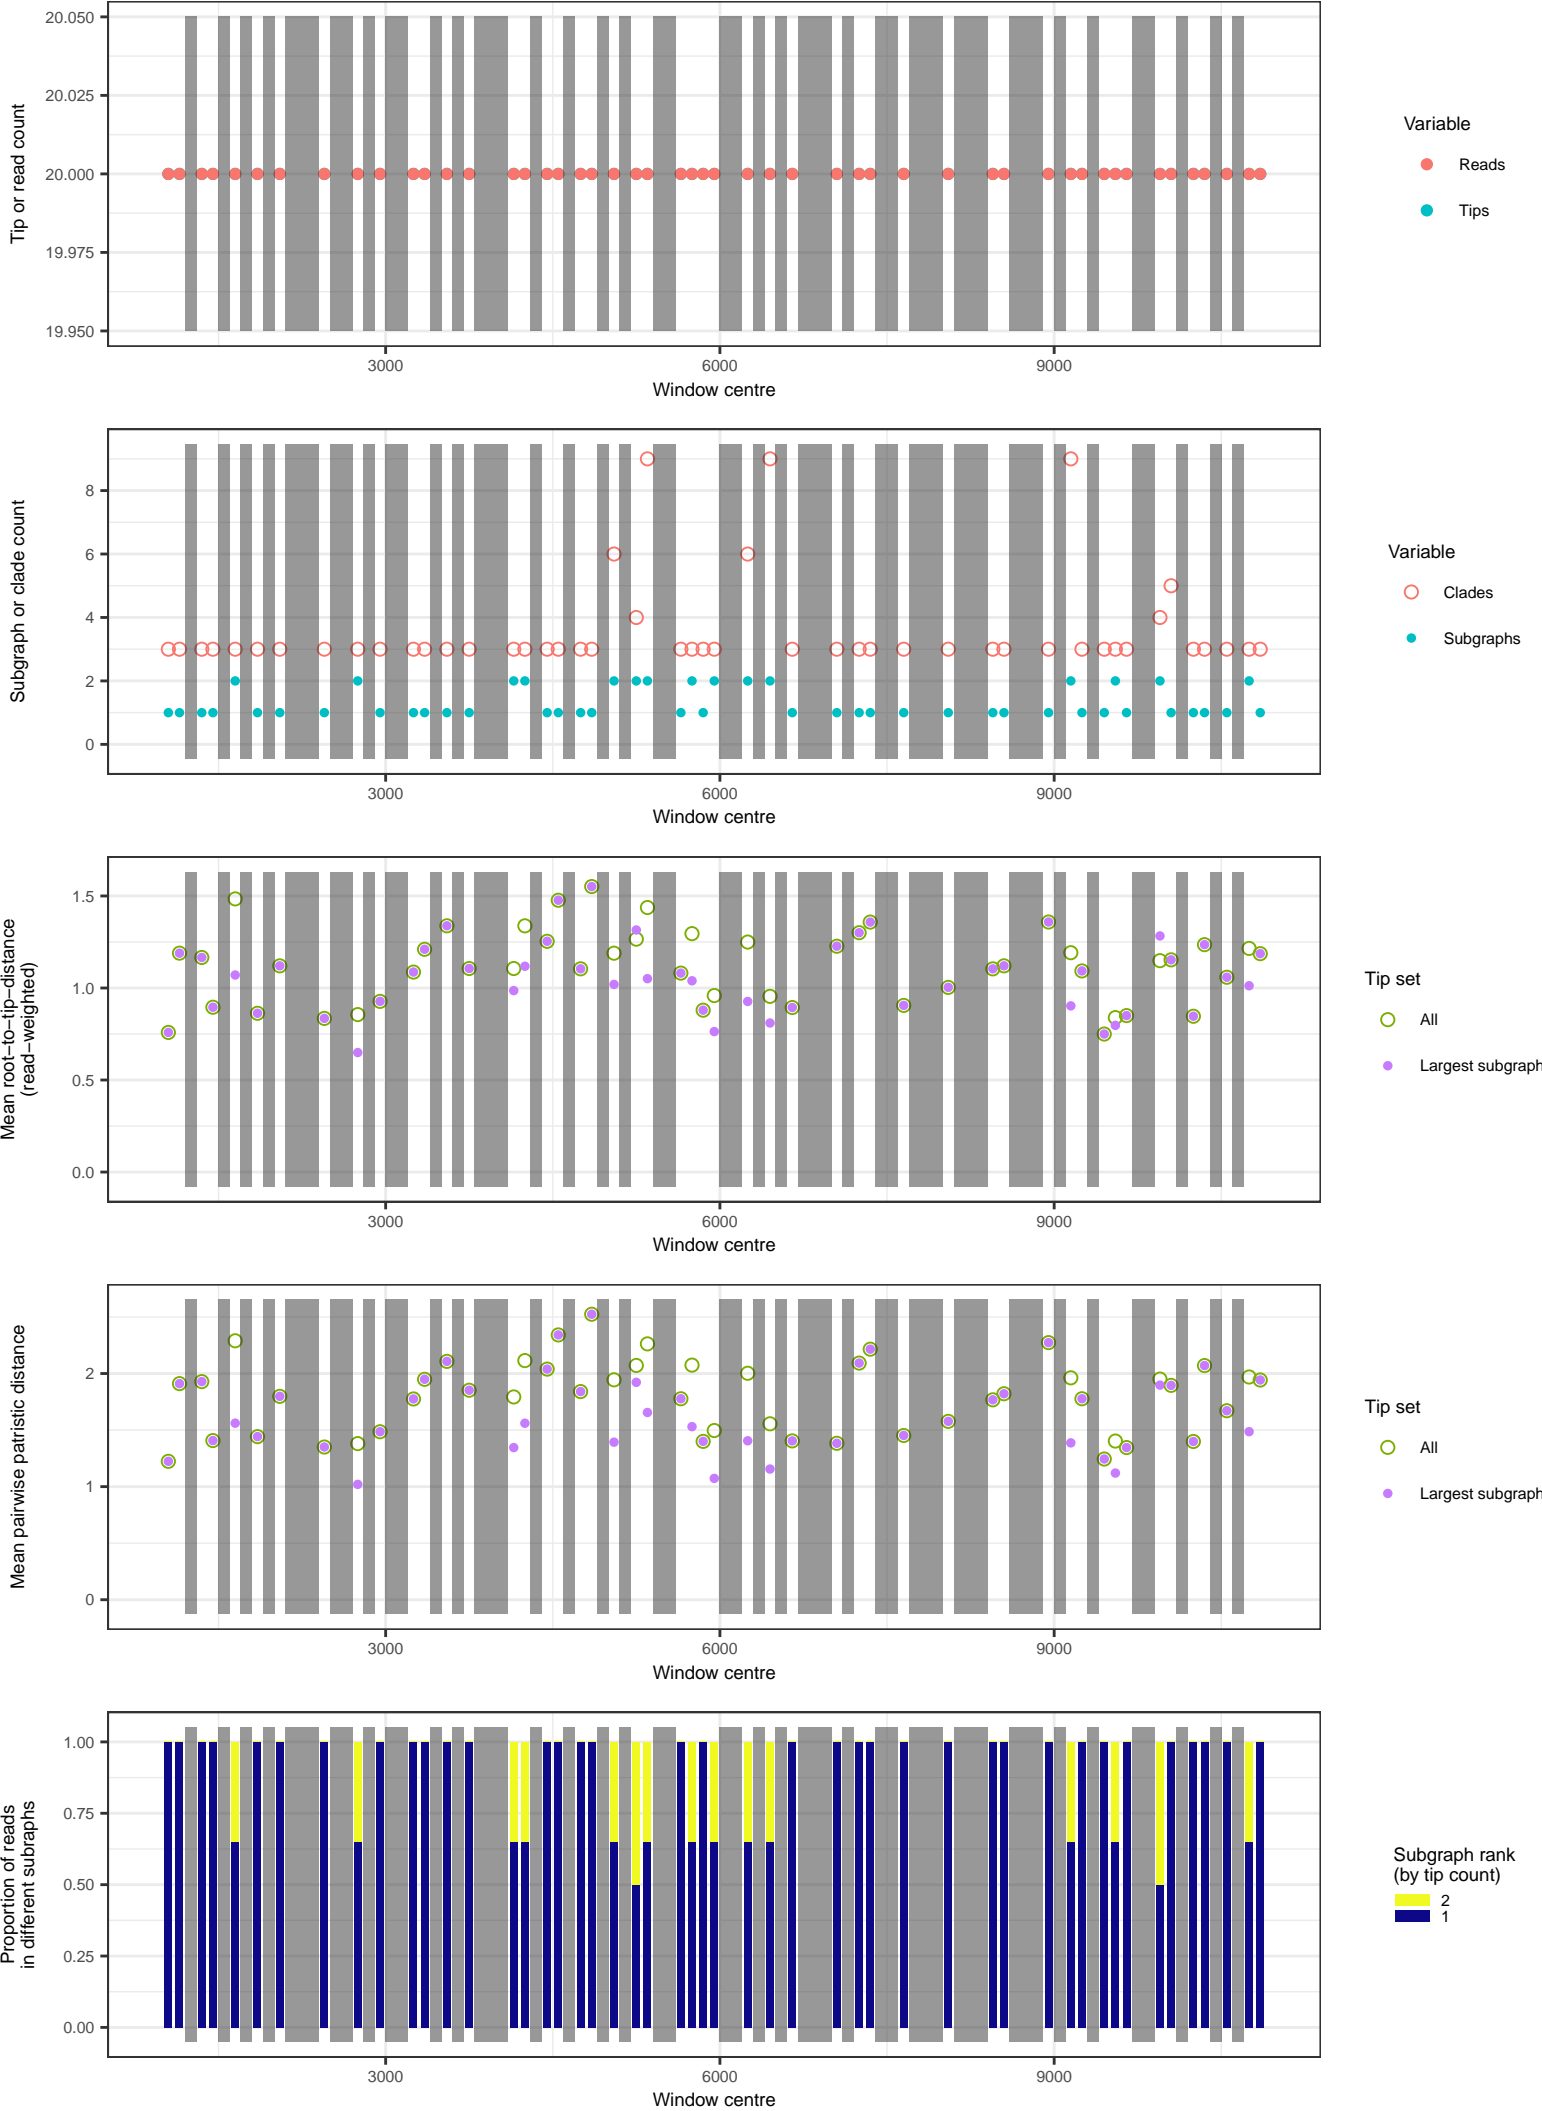 Tip or read count
20.050
20.025
20.000
19.975
19.950
3000
6000
9000
Window centre
Variable
Reads
Tips
Subgraph or clade count
8
6
4
2
0
3000
6000
9000
Window centre
Variable
Clades
Subgraphs
Mean root−to−tip−distance
(read−weighted)
1.5
1.0
0.5
0.0
3000
6000
9000
Window centre
Tip set
All
Largest subgraph
Mean pairwise patristic distance
2
1
0
3000
6000
9000
Window centre
Tip set
All
Largest subgraph
Proportion of reads
in different subraphs
1.00
0.75
0.50
0.25
0.00
3000
6000
9000
Window centre
Subgraph rank
(by tip count)
2
1